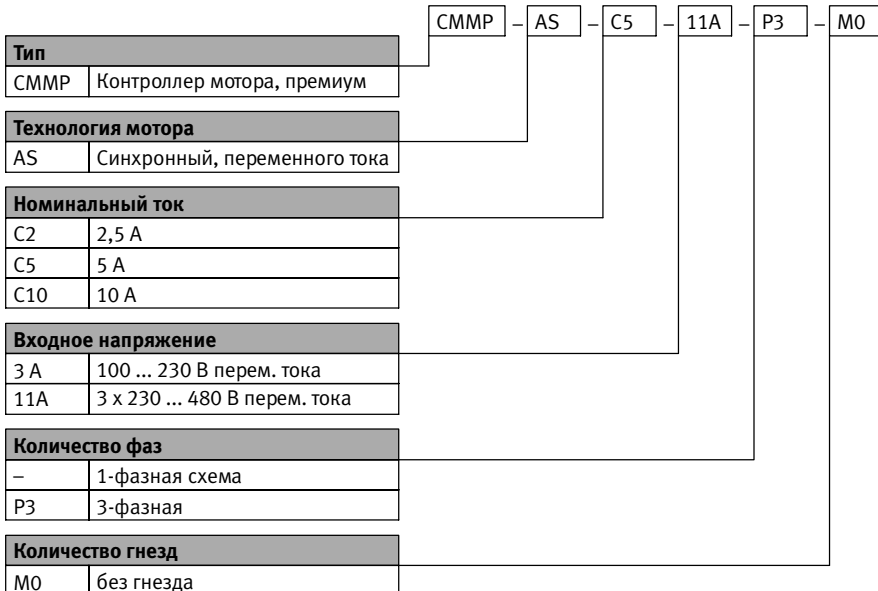 CMMP – AS – C5 – 11A – P3 – M0
Тип
CMMP Контроллер мотора, премиум
Технология мотора
AS Синхронный, переменного тока
Номинальный ток
C2 2,5 A
C5 5 A
C10 10 A
Входное напряжение
3 A 100 ... 230 В перем. тока
11A 3 x 230 ... 480 В перем. тока
Количество фаз
– 1-фазная схема
P3 3-фазная
Количество гнезд
M0 без гнезда